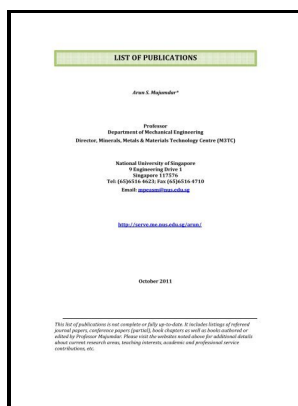 LIST OF PUBLICATIONS
Arun S. Mujumdar*
Professor
Department of Mechanical Engineering
Director, Minerals, Metals & Materials Technology Centre (M3TC)
National University of Singapore
9 Engineering Drive 1
Singapore 117576
Tel: (65)6516 4623; Fax (65)6516 4710
Email: mpeasm@nus.edu.sg
http://serve.me.nus.edu.sg/arun/
October 2011
This list of publications is not complete or fully up-to-date. It includes listings of refereed
journal papers, conference papers (partial), book chapters as well as books authored or
edited by Professor Mujumdar. Please visit the websites noted above for additional details
about current research areas, teaching interests, academic and professional service
contributions, etc.